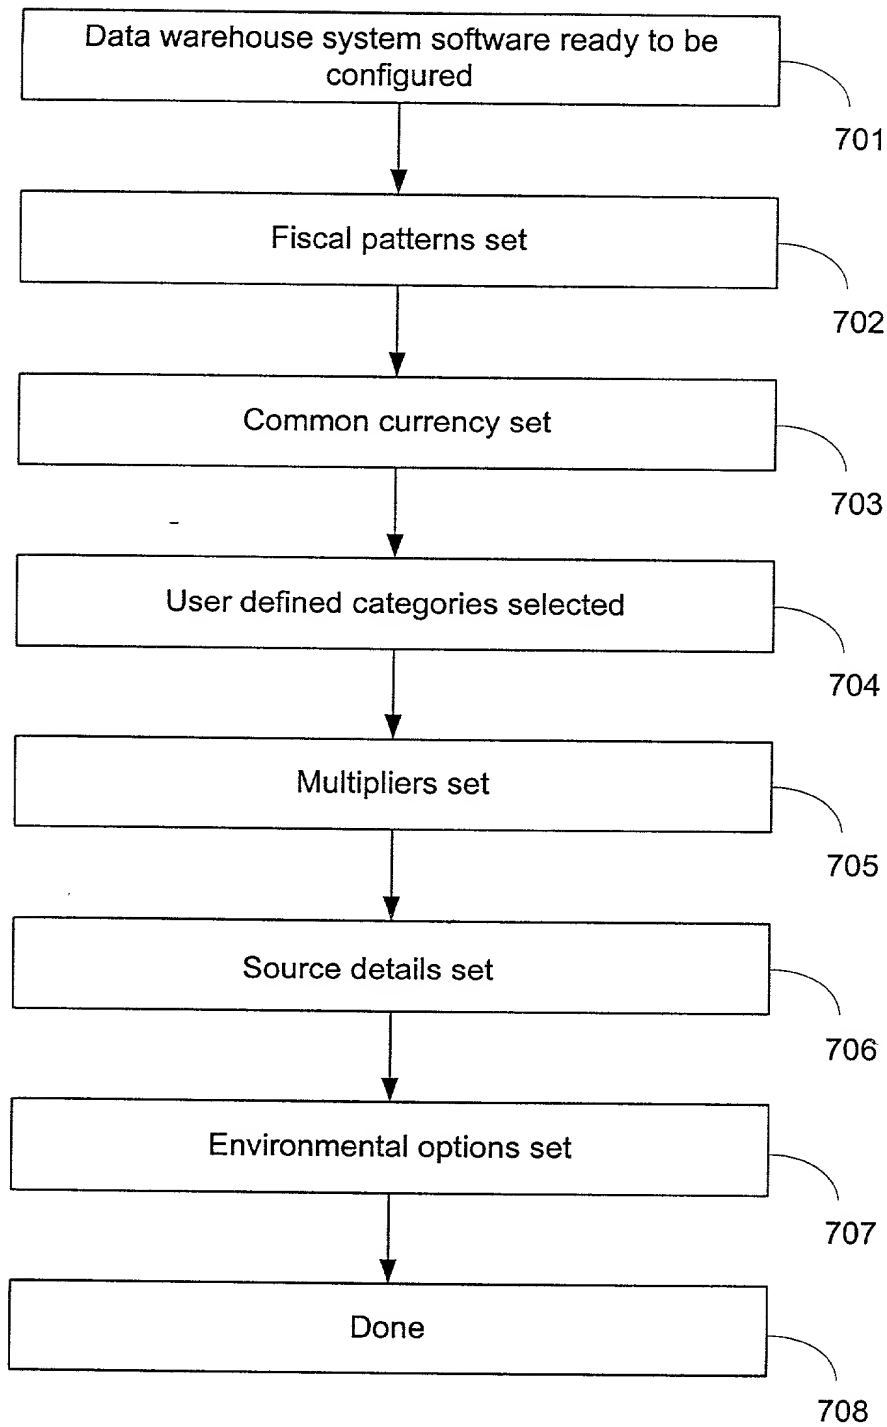 Data warehouse system software ready to be
configured
701
Fiscal patterns set
702
Common currency set
703
User defined categories selected
704
Multipliers set
705
Source details set
706
Environmental options set
707
Done
708